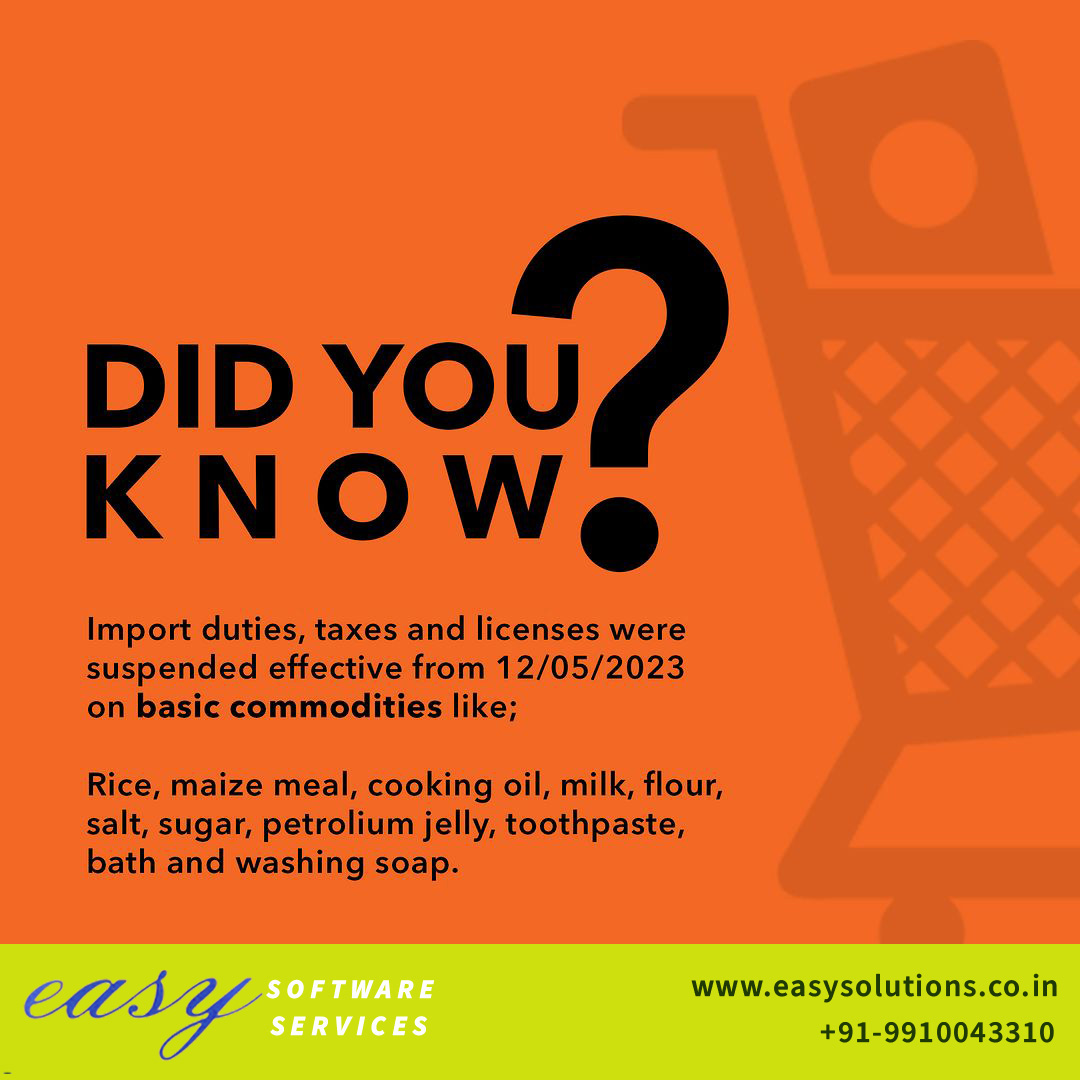 DID YOU
KNOW?
Import duties, taxes and licenses were
suspended effective from 12/05/2023
on basic commodities like;
Rice, maize meal, cooking oil, milk, flour,
salt, sugar, petrolium jelly, toothpaste,
bath and washing soap.
easy SOFTWARE
SERVICES
www.easysolutions.co.in
+91-9910043310